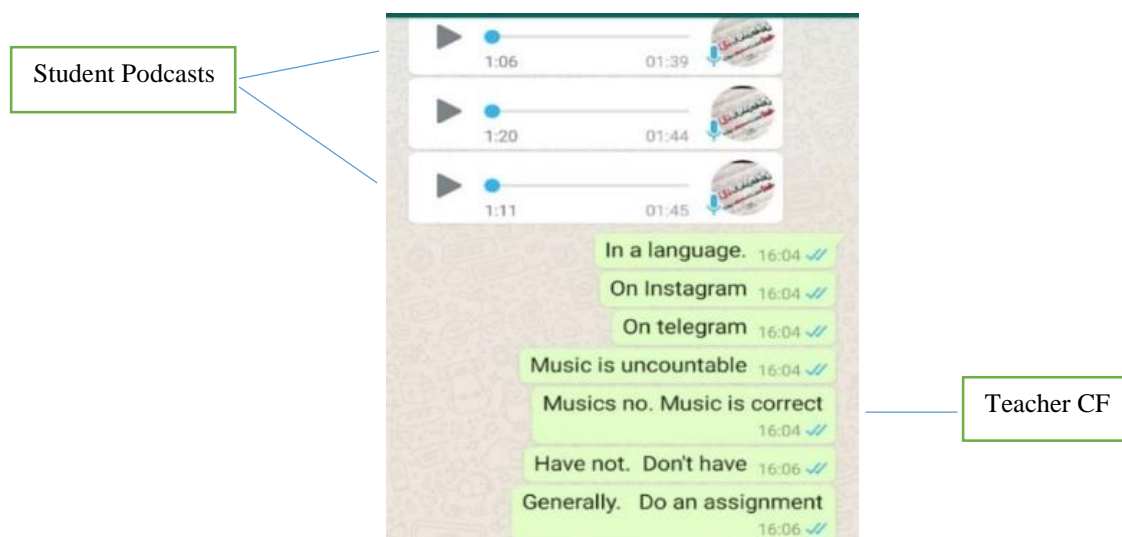 Student Podcasts
1:06 01:39
1:20 01:44
1:11 01:45
In a language. 16:04
On Instagram 16:04
On telegram 16:04
Music is uncountable 16:04
Musics no. Music is correct
16:04
Teacher CF
Have not. Don't have 16:06
Generally. Do an assignment
16:06